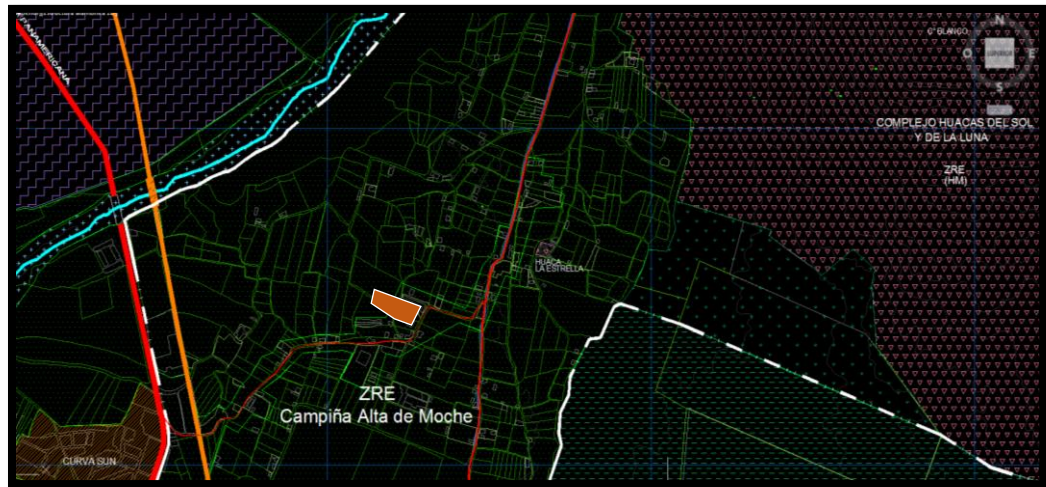 PANAMERICANA
C° BLANCO
N
O
E
S
COMPLEJO HUACAS DEL SOL
Y DE LA LUNA
ZRE
(HM)
HUACA
LA ESTRELLA
ZRE
Campiña Alta de Moche
CURVA SUN